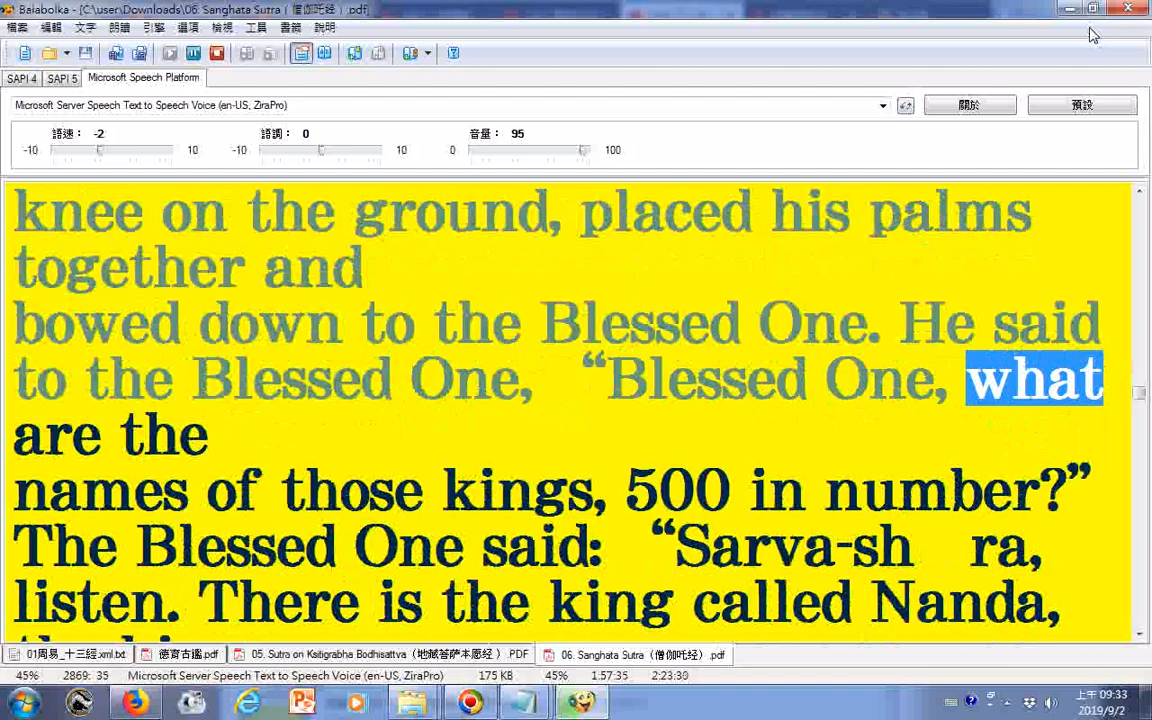 Balabolka - [C:\user\Downloads\06. Sanghata Sutra ( 僧伽吒经 ) .pdf]
檔案 編輯 文字 朗讀 引擎 選項 檢視 工具 書籤 說明
SAPI 4 SAPI 5 Microsoft Speech Platform
Microsoft Server Speech Text to Speech Voice (en-US, ZiraPro) 關於 預設
語速: -2 語調: 0 音量: 95
-10 10 -10 10 0 100
knee on the ground, placed his palms
together and
bowed down to the Blessed One. He said
to the Blessed One, “Blessed One, what
are the
names of those kings, 500 in number?”
The Blessed One said: “Sarva-sh ra,
listen. There is the king called Nanda,
01周易_十三經.xml.txt 德育古鑑.pdf 05. Sutra on Ksitigrabha Bodhisattva (地藏菩萨本愿经 ) .PDF 06. Sanghata Sutra (僧伽吒经) .pdf
45% 2869: 35 Microsoft Server Speech Text to Speech Voice (en-US, ZiraPro) 175 KB 45% 1:57:35 2:23:30
上午 09:33
2019/9/2